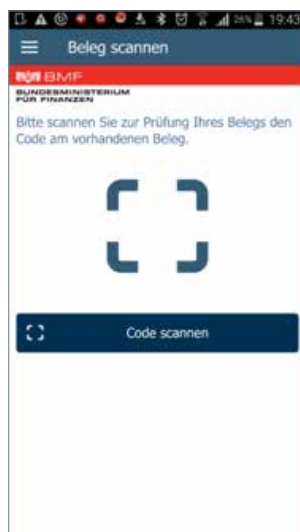 26% 19:43
Beleg scannen
BMF
BUNDESMINISTERIUM
FÜR FINANZEN
Bitte scannen Sie zur Prüfung Ihres Belegs den
Code am vorhandenen Beleg.
Code scannen